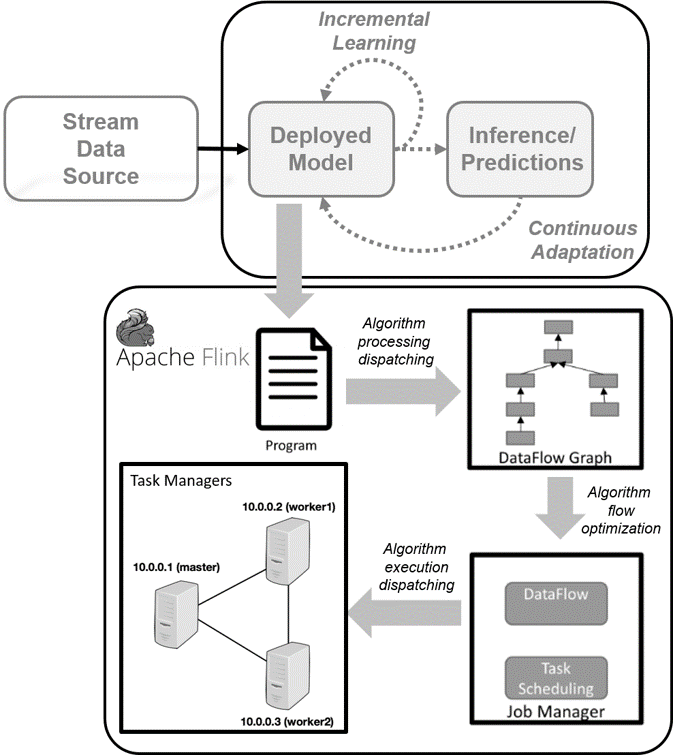 Incremental
Learning
Stream
Data
Source
Deployed
Model
Inference/
Predictions
Continuous
Adaptation
Apache Flink
Program
Algorithm
processing
dispatching
DataFlow Graph
Algorithm
flow
optimization
Task Managers
10.0.0.2 (worker1)
10.0.0.1 (master)
10.0.0.3 (worker2)
Algorithm
execution
dispatching
DataFlow
Task
Scheduling
Job Manager